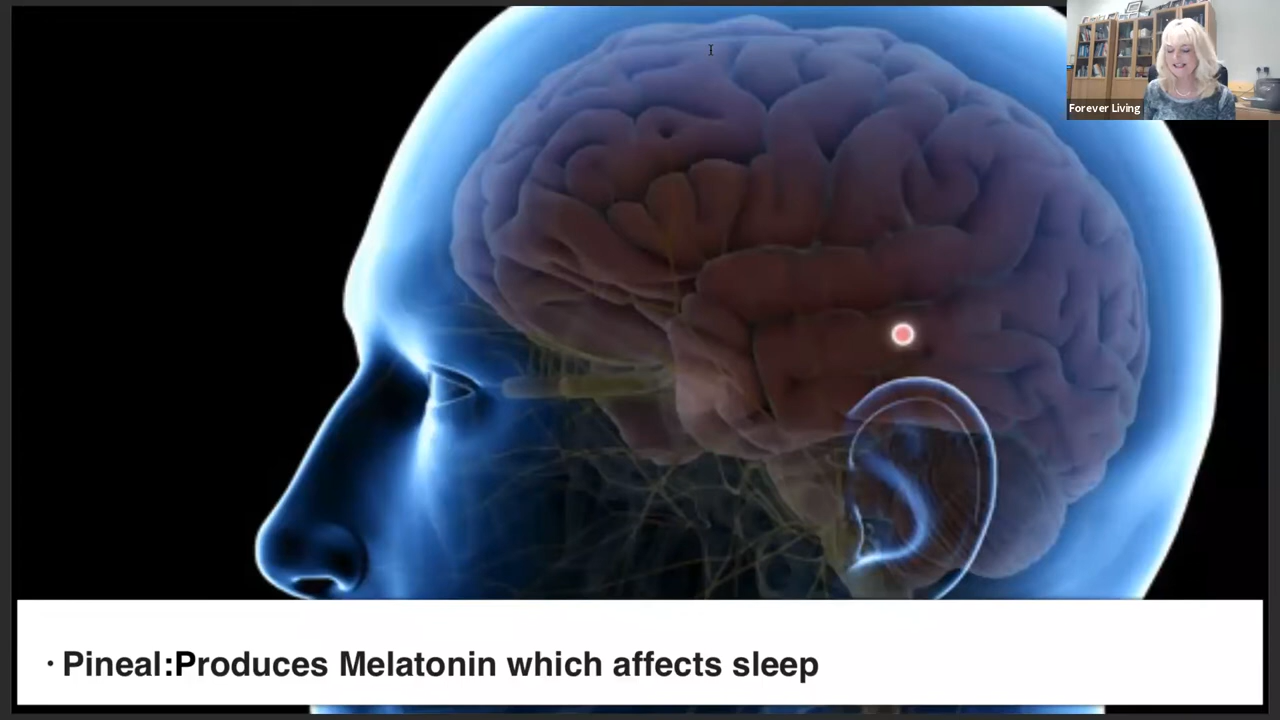 Forever Living
· Pineal:Produces Melatonin which affects sleep